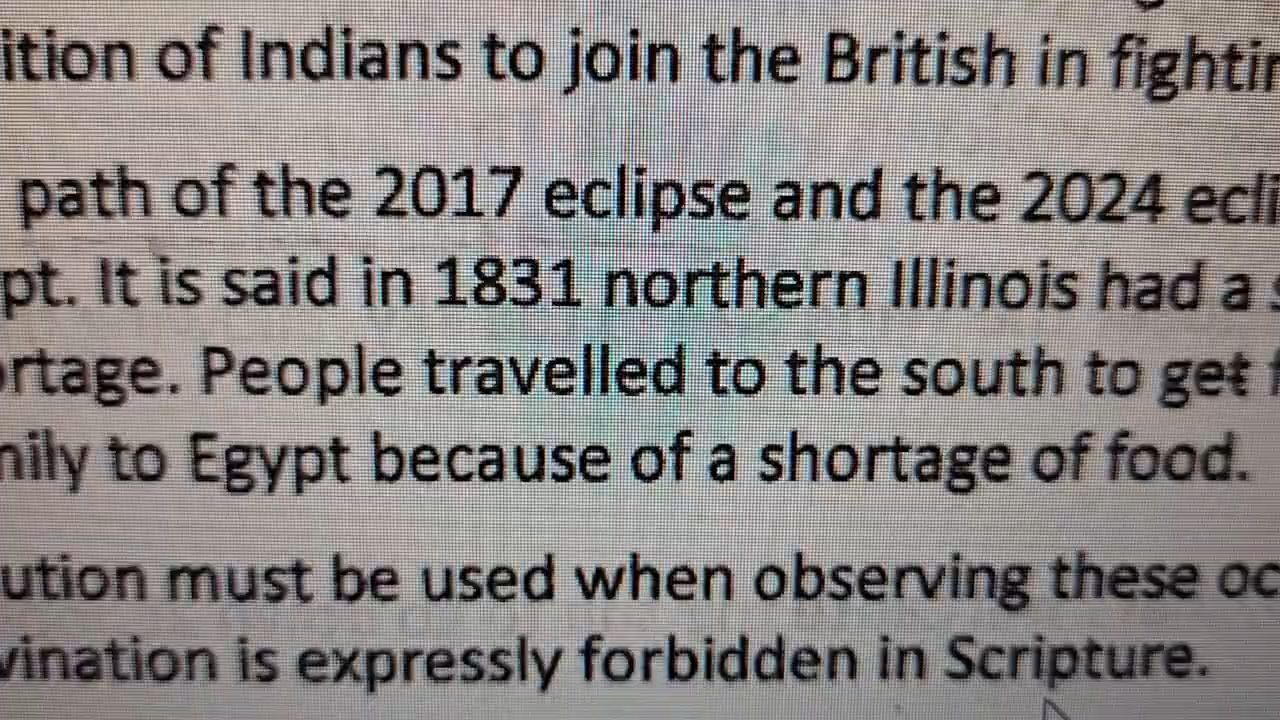 ition of Indians to join the British in fightin
path of the 2017 eclipse and the 2024 ecli
pt. It is said in 1831 northern Illinois had a s
rtage. People travelled to the south to get f
nily to Egypt because of a shortage of food.
ution must be used when observing these oc
vination is expressly forbidden in Scripture.